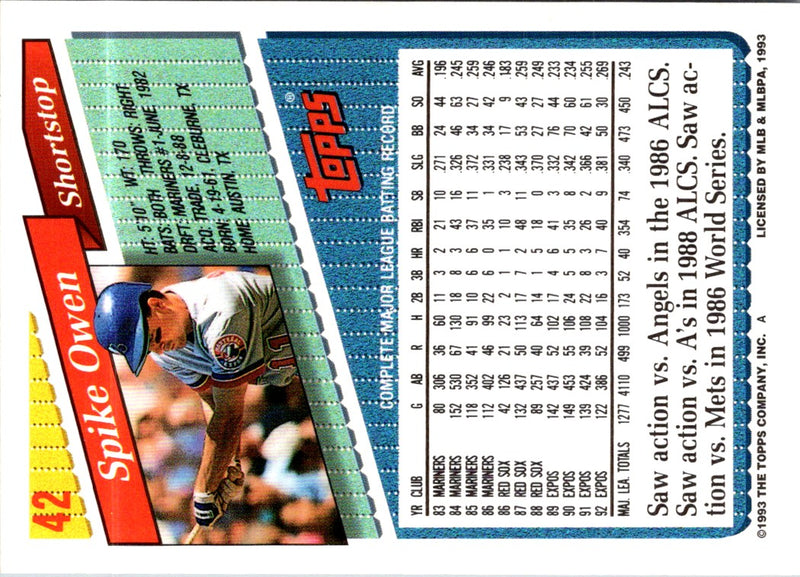 42
Spike Owen
Shortstop
HT: 5'10" WT: 170
BATS: BOTH THROWS: RIGHT
DRFT: MARINERS #1-JUNE, 1982
ACQ: TRADE, 12-8-88
BORN: 4-19-61, CLEBURNE, TX
HOME: AUSTIN, TX
TOPPS®
COMPLETE MAJOR LEAGUE BATTING RECORD
YR CLUB G AB R H 2B 3B HR RBI SB SLG BB SO AVG
83 MARINERS 80 306 36 60 11 3 2 21 10 .271 24 44 .196
84 MARINERS 152 530 67 130 18 8 3 43 16 .326 46 63 .245
85 MARINERS 118 352 41 91 10 6 6 37 11 .372 34 27 .259
86 MARINERS 112 402 46 99 22 6 0 35 1 .331 34 42 .246
86 RED SOX 42 126 21 23 2 1 1 10 3 .238 17 9 .183
87 RED SOX 132 437 50 113 17 7 2 48 11 .343 53 43 .259
88 RED SOX 89 257 40 64 14 1 5 18 0 .370 27 27 .249
89 EXPOS 142 437 52 102 17 4 6 41 3 .332 76 44 .233
90 EXPOS 149 453 55 106 24 5 5 35 8 .342 70 60 .234
91 EXPOS 139 424 39 108 22 8 3 26 2 .366 42 61 .255
92 EXPOS 122 386 52 104 16 3 7 40 9 .381 50 30 .269
MAJ. LEA. TOTALS 1277 4110 499 1000 173 52 40 354 74 .340 473 450 .243
Saw action vs. Angels in the 1986 ALCS.
Saw action vs. A's in 1988 ALCS. Saw ac-
tion vs. Mets in 1986 World Series.
©1993 THE TOPPS COMPANY, INC. A LICENSED BY MLB & MLBPA, 1993